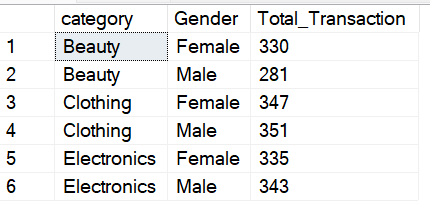 category Gender Total_Transaction
1 Beauty Female 330
2 Beauty Male 281
3 Clothing Female 347
4 Clothing Male 351
5 Electronics Female 335
6 Electronics Male 343